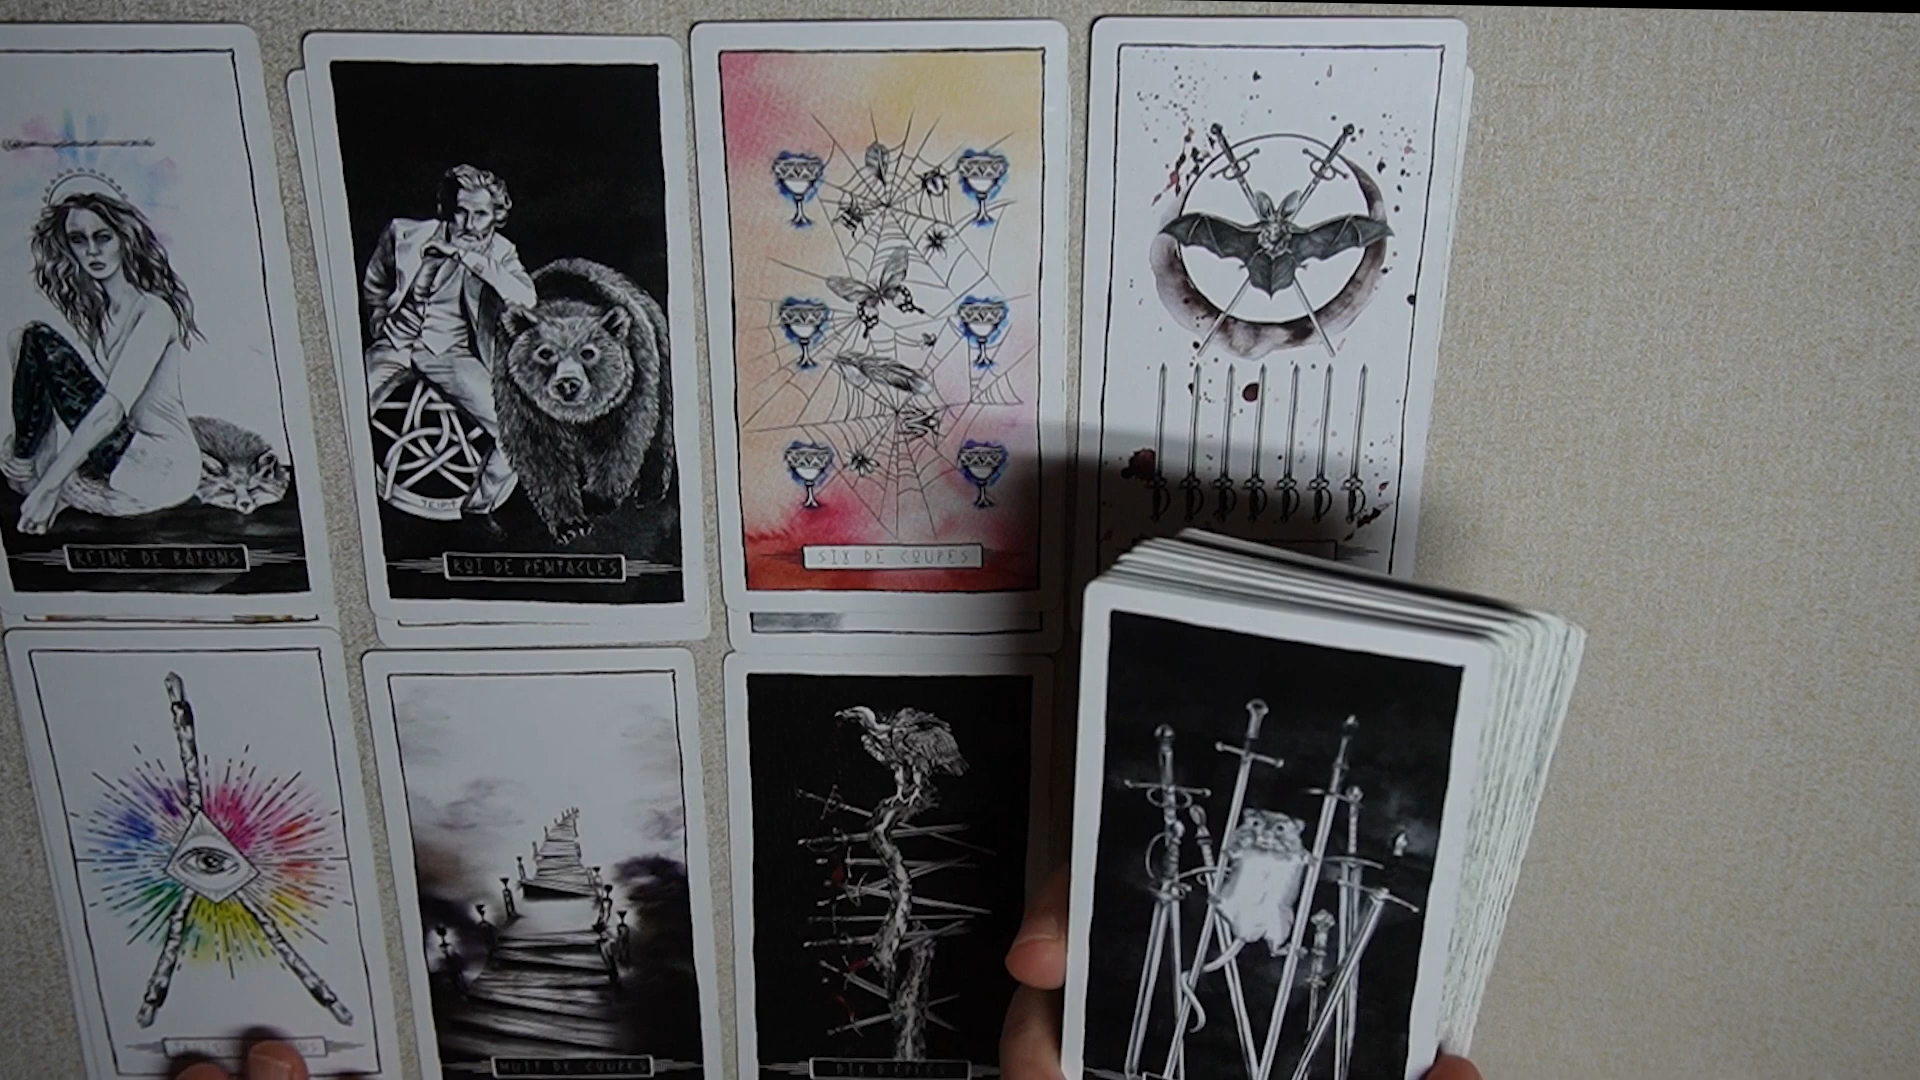 REINE DE BÂTONS
ROI DE PENTACLES
SIX DE COUPES
HUIT DE COUPES
DIX D'ÉPÉES